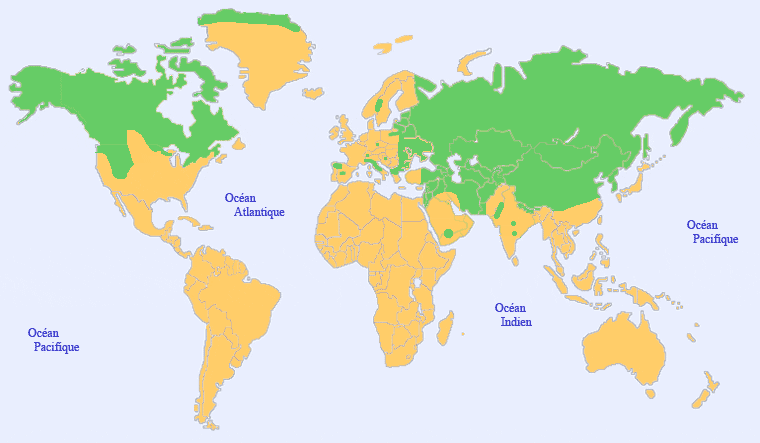 Océan
Atlantique
Océan
Pacifique
Océan
Indien
Océan
Pacifique